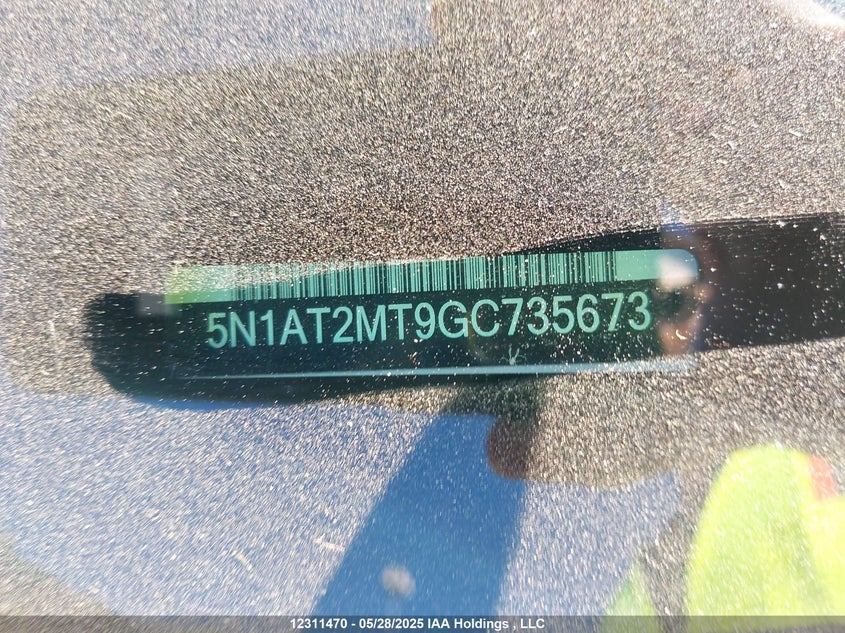 5N1AT2MT9GC735673
12311470 - 05/28/2025 IAA Holdings , LLC